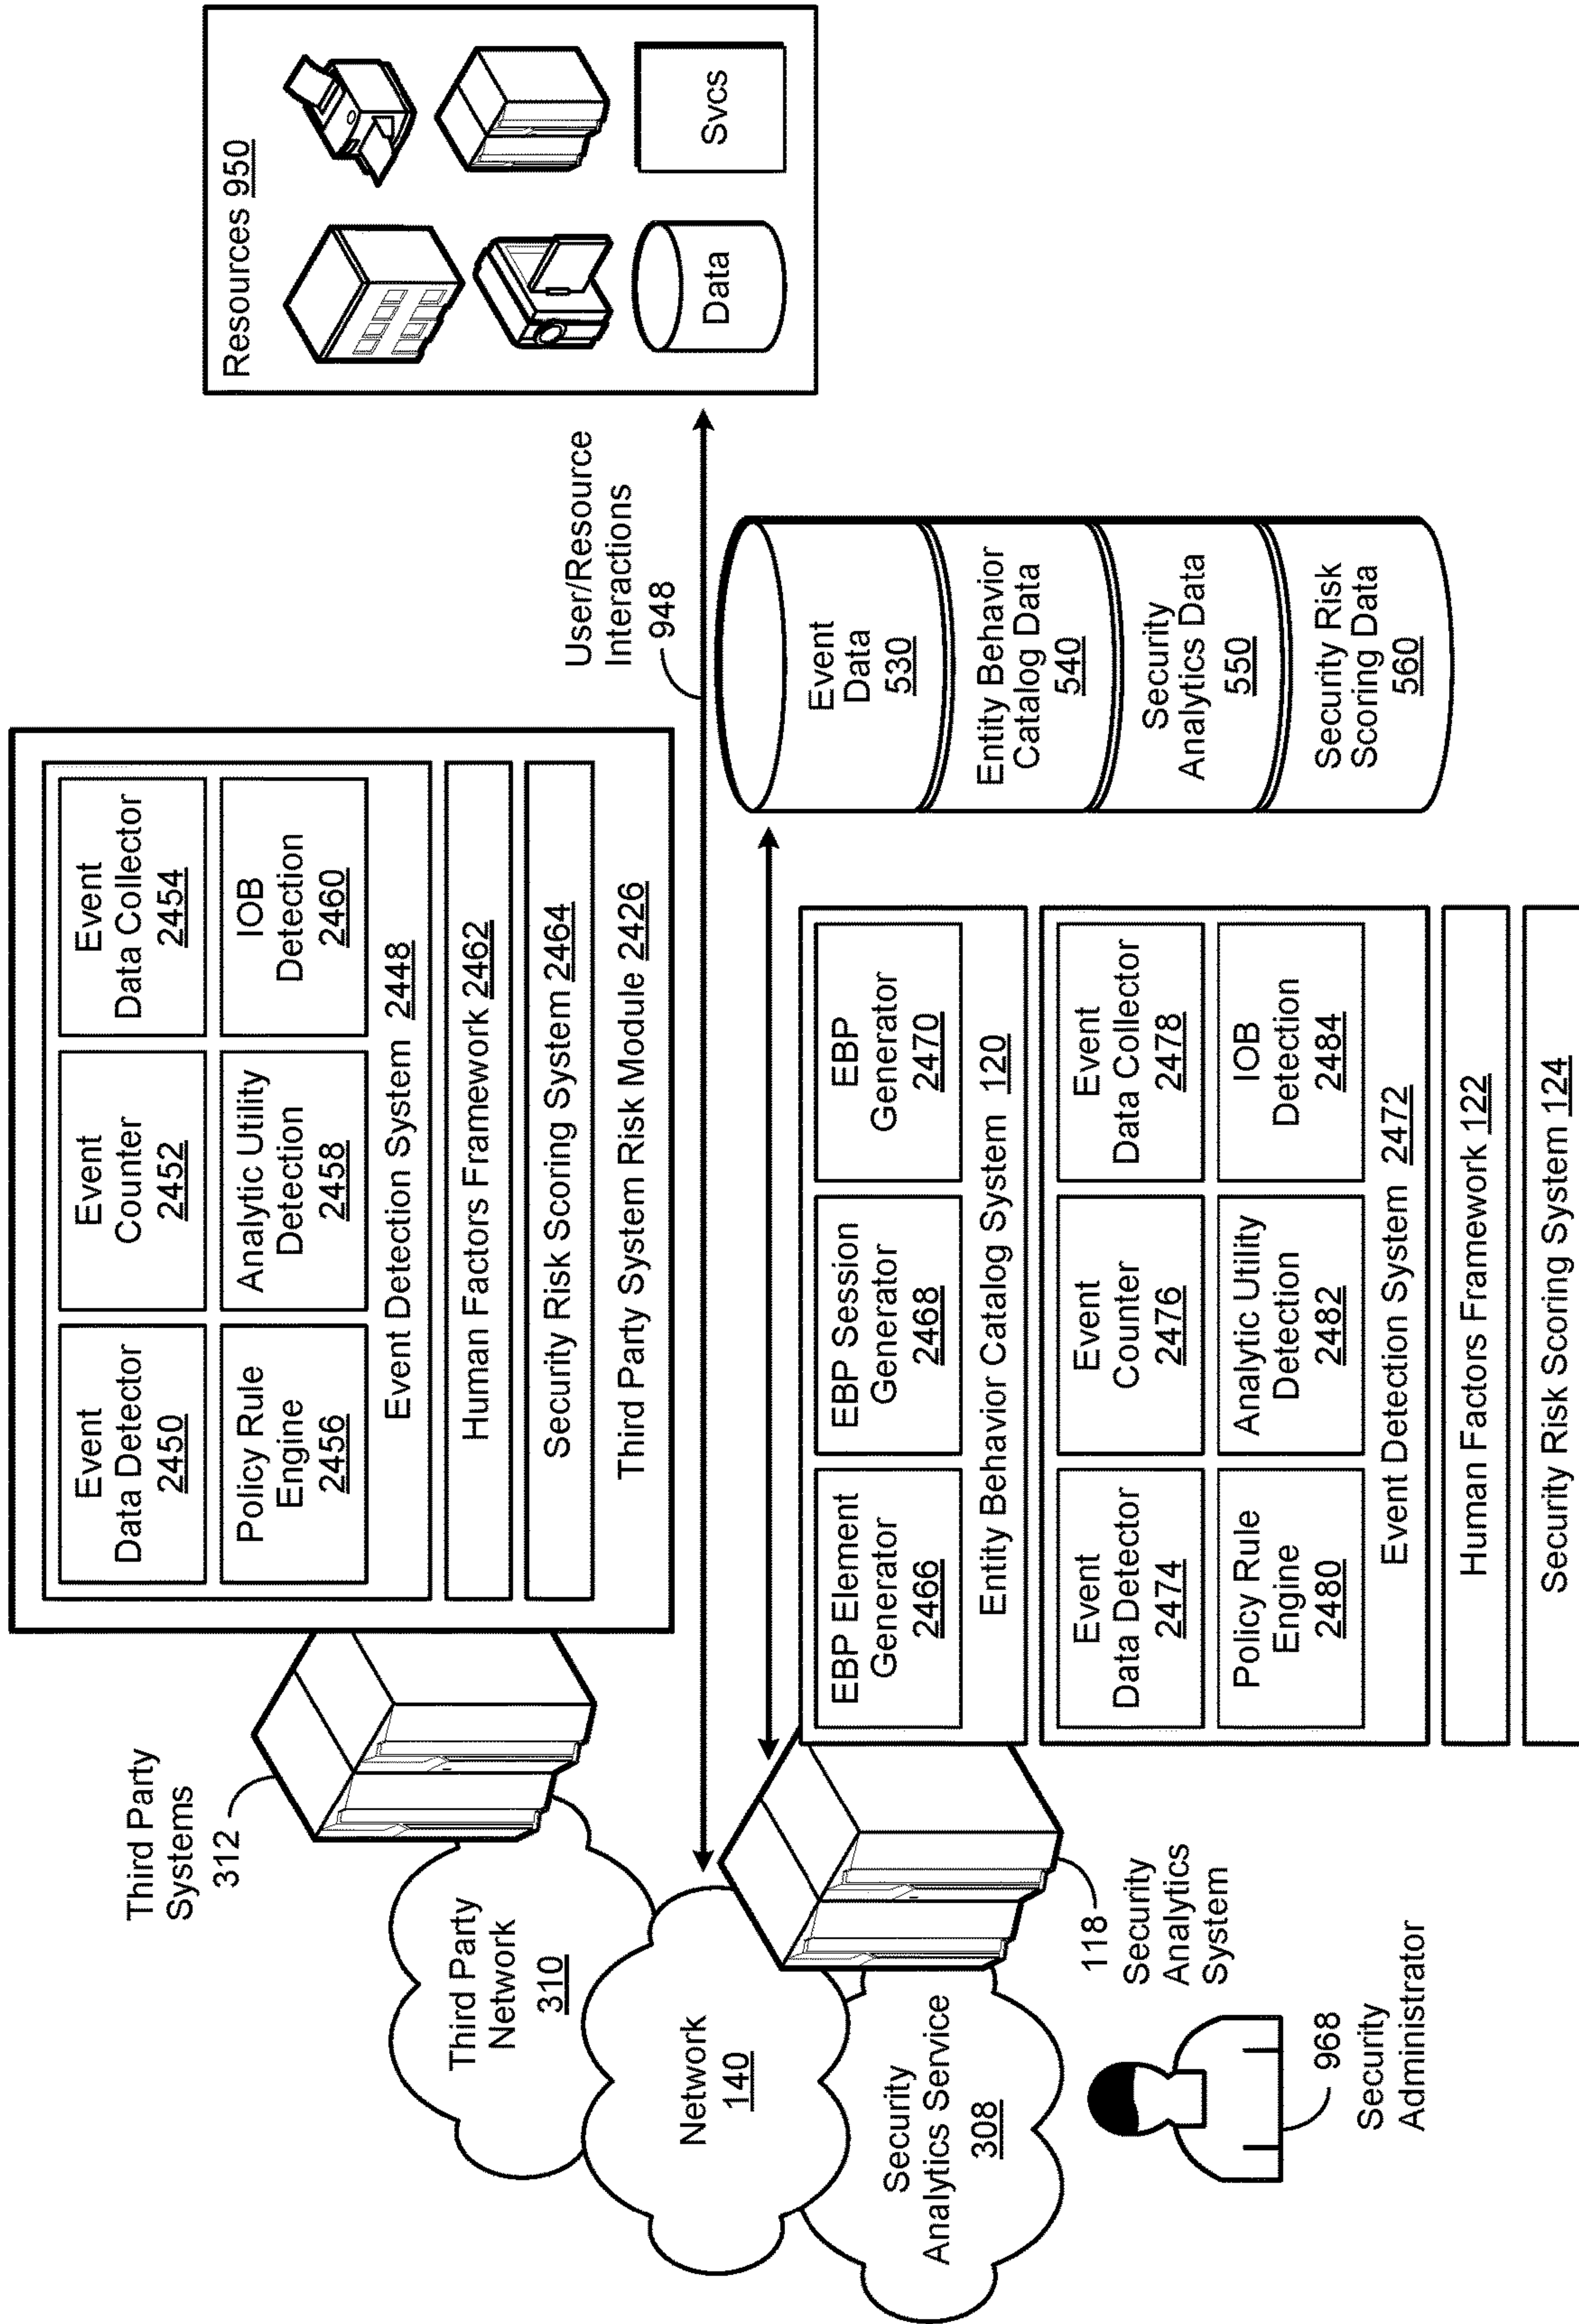 Third Party
Systems
312
Third Party
Network
310
Network
140
Security
Analytics Service
308
118
Security
Analytics
System
968
Security
Administrator
Event
Data Detector
2450
Event
Counter
2452
Event
Data Collector
2454
Policy Rule
Engine
2456
Analytic Utility
Detection
2458
IOB
Detection
2460
Event Detection System 2448
Human Factors Framework 2462
Security Risk Scoring System 2464
Third Party System Risk Module 2426
User/Resource
Interactions
948
Resources 950
Data
Svcs
EBP Element
Generator
2466
EBP Session
Generator
2468
EBP
Generator
2470
Entity Behavior Catalog System 120
Event
Data Detector
2474
Event
Counter
2476
Event
Data Collector
2478
Policy Rule
Engine
2480
Analytic Utility
Detection
2482
IOB
Detection
2484
Event Detection System 2472
Human Factors Framework 122
Security Risk Scoring System 124
Event
Data
530
Entity Behavior
Catalog Data
540
Security
Analytics Data
550
Security Risk
Scoring Data
560